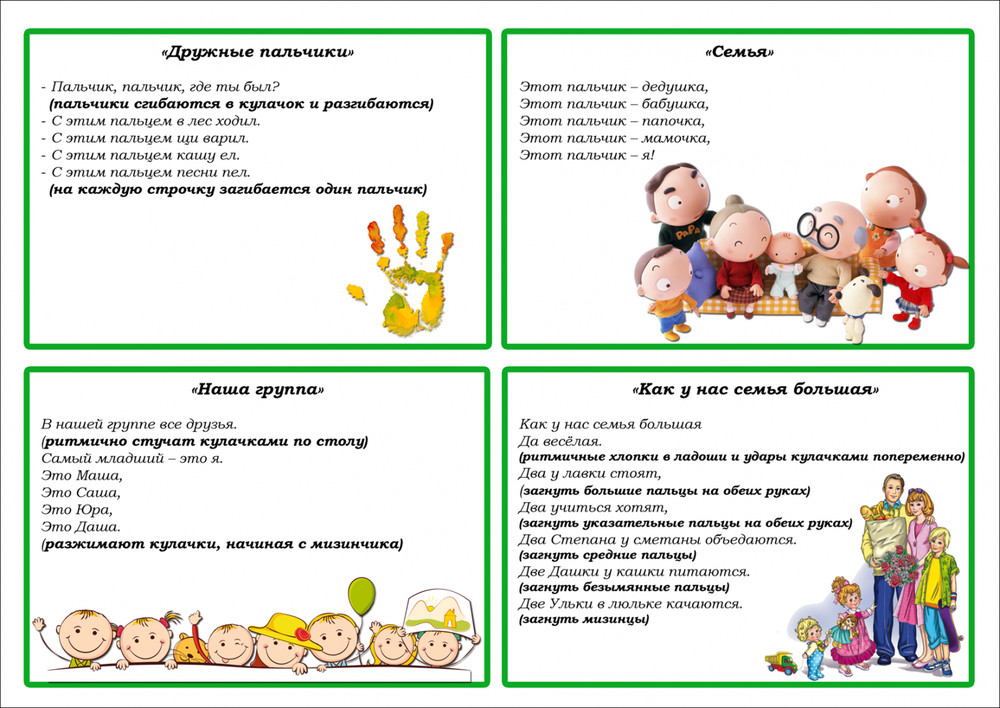 «Дружные пальчики»
- Пальчик, пальчик, где ты был?
(пальчики сгибаются в кулачок и разгибаются)
- С этим пальцем в лес ходил.
- С этим пальцем щи варил.
- С этим пальцем кашу ел.
- С этим пальцем песни пел.
(на каждую строчку загибается один пальчик)
«Семья»
Этот пальчик – дедушка,
Этот пальчик – бабушка,
Этот пальчик – папочка,
Этот пальчик – мамочка,
Этот пальчик – я!
PAPA
«Наша группа»
В нашей группе все друзья.
(ритмично стучат кулачками по столу)
Самый младший – это я.
Это Маша,
Это Саша,
Это Юра,
Это Даша.
(разжимают кулачки, начиная с мизинчика)
«Как у нас семья большая»
Как у нас семья большая
Да весёлая.
(ритмичные хлопки в ладоши и удары кулачками попеременно)
Два у лавки стоят,
(загнуть большие пальцы на обеих руках)
Два учиться хотят,
(загнуть указательные пальцы на обеих руках)
Два Степана у сметаны объедаются.
(загнуть средние пальцы)
Две Дашки у кашки питаются.
(загнуть безымянные пальцы)
Две Ульки в люльке качаются.
(загнуть мизинцы)